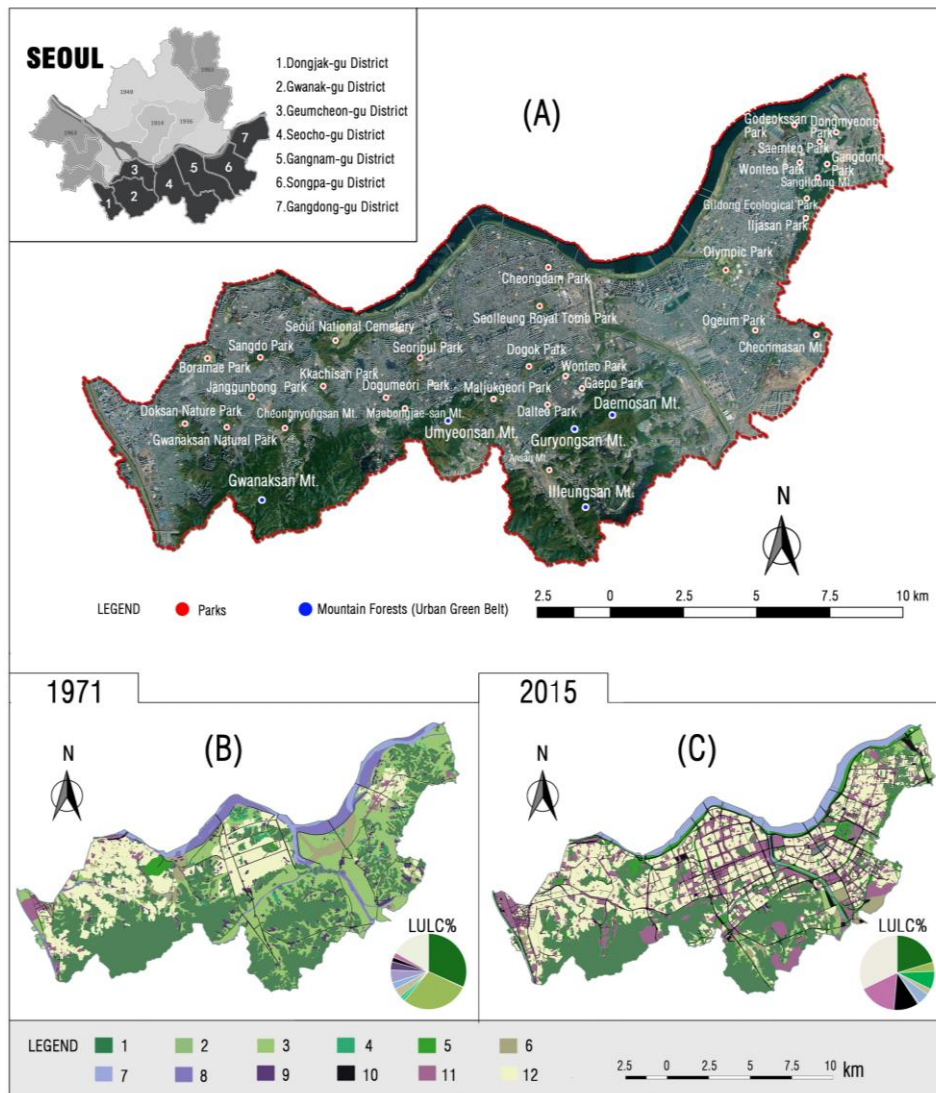 SEOUL
1.Dongjak-gu District
2.Gwanak-gu District
3.Geumcheon-gu District
4.Seocho-gu District
5.Gangnam-gu District
6.Songpa-gu District
7.Gangdong-gu District
1949
1914
1936
1963
1 2 3 4 5 6 7
(A)
Godeokssan Park
Dongmyeong Park
Saemteo Park
Wonteo Park
Gangdong Park
Sangildong Mt.
Gildong Ecological Park
Iljasan Park
Olympic Park
Cheongdam Park
Seolleung Royal Tomb Park
Ogeum Park
Cheonmasan Mt.
Seoul National Cemetery
Sangdo Park
Boramae Park
Seoripul Park
Dogok Park
Kkachisan Park
Wonteo Park
Janggunbong Park
Dogumeori Park
Maljukgeori Park
Gaepo Park
Doksan Nature Park
Cheongnyongsan Mt.
Maebongjae-san Mt.
Dalteo Park
Daemosan Mt.
Gwanaksan Natural Park
Umyeonsan Mt.
Guryongsan Mt.
Gwanaksan Mt.
Illeungsan Mt.
N
LEGEND
Parks
Mountain Forests (Urban Green Belt)
2.5 0 2.5 5 7.5 10 km
1971
(B)
N
LULC%
2015
(C)
N
LULC%
LEGEND 1 2 3 4 5 6
7 8 9 10 11 12
2.5 0 2.5 5 7.5 10 km